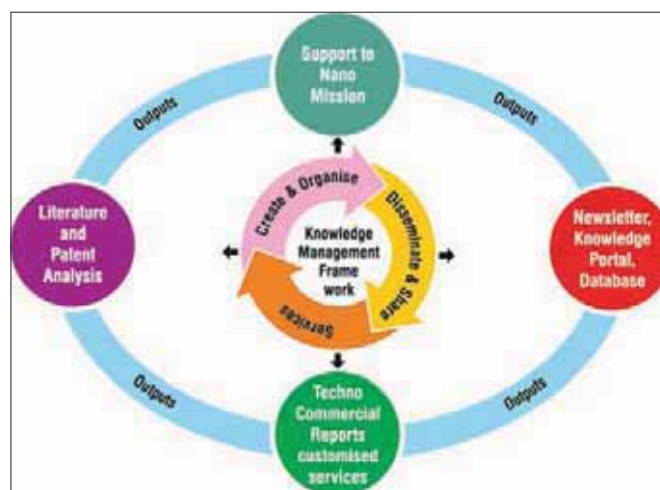 Support to
Nano
Mission
Outputs
Outputs
Create & Organise
Disseminate & Share
Services
Knowledge
Management
Frame
work
Literature
and
Patent
Analysis
Newsletter,
Knowledge
Portal,
Database
Outputs
Outputs
Techno
Commercial
Reports
customised
services